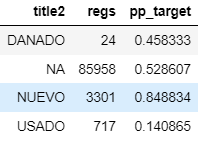 title2 regs pp_target
DANADO 24 0.458333
NA 85958 0.528607
NUEVO 3301 0.848834
USADO 717 0.140865